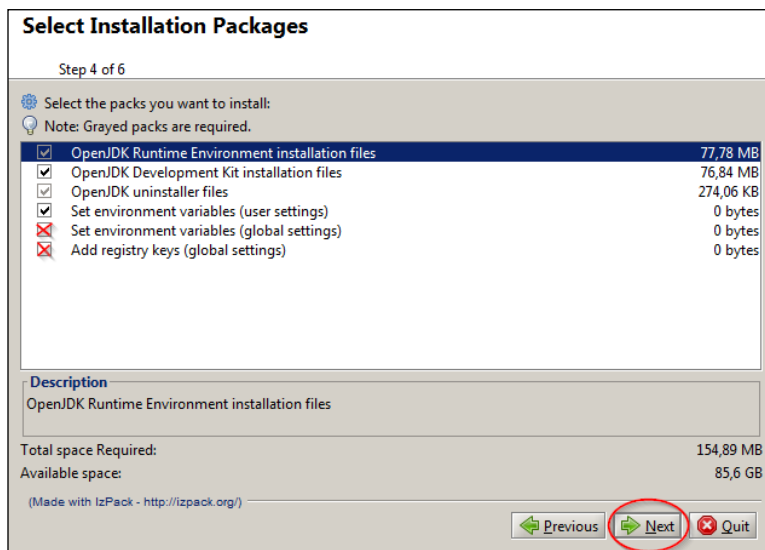 Select Installation Packages
Step 4 of 6
Select the packs you want to install:
Note: Grayed packs are required.
OpenJDK Runtime Environment installation files 77,78 MB
OpenJDK Development Kit installation files 76,84 MB
OpenJDK uninstaller files 274,06 KB
Set environment variables (user settings) 0 bytes
Set environment variables (global settings) 0 bytes
Add registry keys (global settings) 0 bytes
Description
OpenJDK Runtime Environment installation files
Total space Required: 154,89 MB
Available space: 85,6 GB
(Made with IzPack - http://izpack.org/)
Previous Next Quit